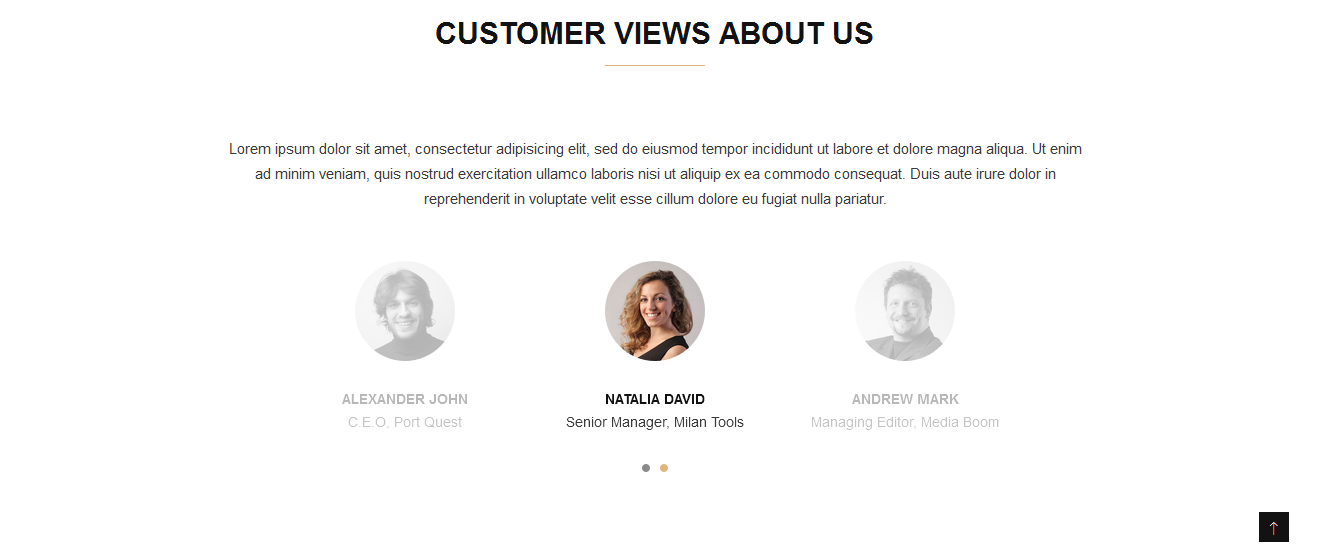 CUSTOMER VIEWS ABOUT US
Lorem ipsum dolor sit amet, consectetur adipisicing elit, sed do eiusmod tempor incididunt ut labore et dolore magna aliqua. Ut enim
ad minim veniam, quis nostrud exercitation ullamco laboris nisi ut aliquip ex ea commodo consequat. Duis aute irure dolor in
reprehenderit in voluptate velit esse cillum dolore eu fugiat nulla pariatur.
ALEXANDER JOHN
C.E.O, Port Quest
NATALIA DAVID
Senior Manager, Milan Tools
ANDREW MARK
Managing Editor, Media Boom